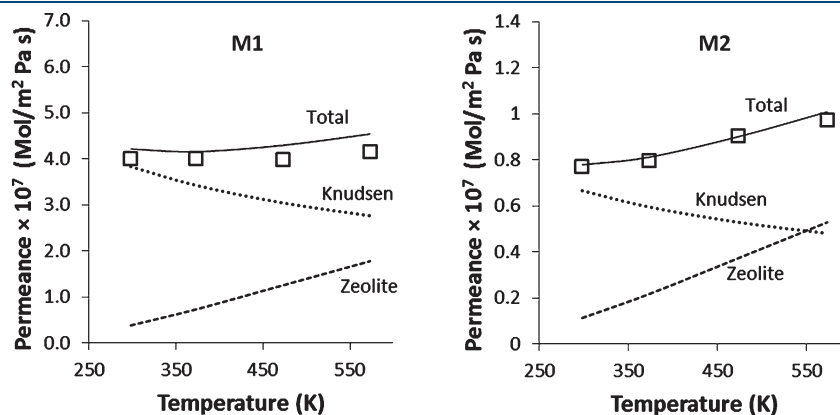 M1
Permeance × 10⁷ (Mol/m² Pa s)
7.0
6.0
5.0
4.0
3.0
2.0
1.0
0.0
Total
Knudsen
Zeolite
250
350
450
550
Temperature (K)
M2
Permeance × 10⁷ (Mol/m² Pa s)
1.4
1.2
1
0.8
0.6
0.4
0.2
0
Total
Knudsen
Zeolite
250
350
450
550
Temperature (K)